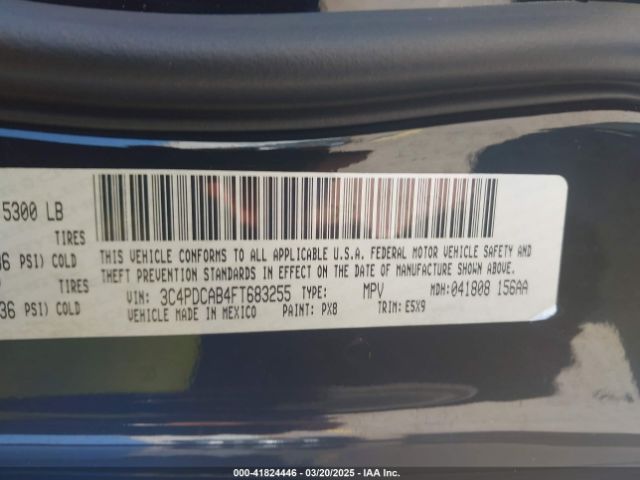 5300 LB
TIRES
36 PSI) COLD
TIRES
36 PSI) COLD
THIS VEHICLE CONFORMS TO ALL APPLICABLE U.S.A. FEDERAL MOTOR VEHICLE SAFETY AND
THEFT PREVENTION STANDARDS IN EFFECT ON THE DATE OF MANUFACTURE SHOWN ABOVE.
VIN: 3C4PDCAB4FT683255 TYPE: MPV MDH:041808 156AA
VEHICLE MADE IN MEXICO PAINT: PX8 TRIM: E5X9
000-41824446 - 03/20/2025 - IAA Inc.